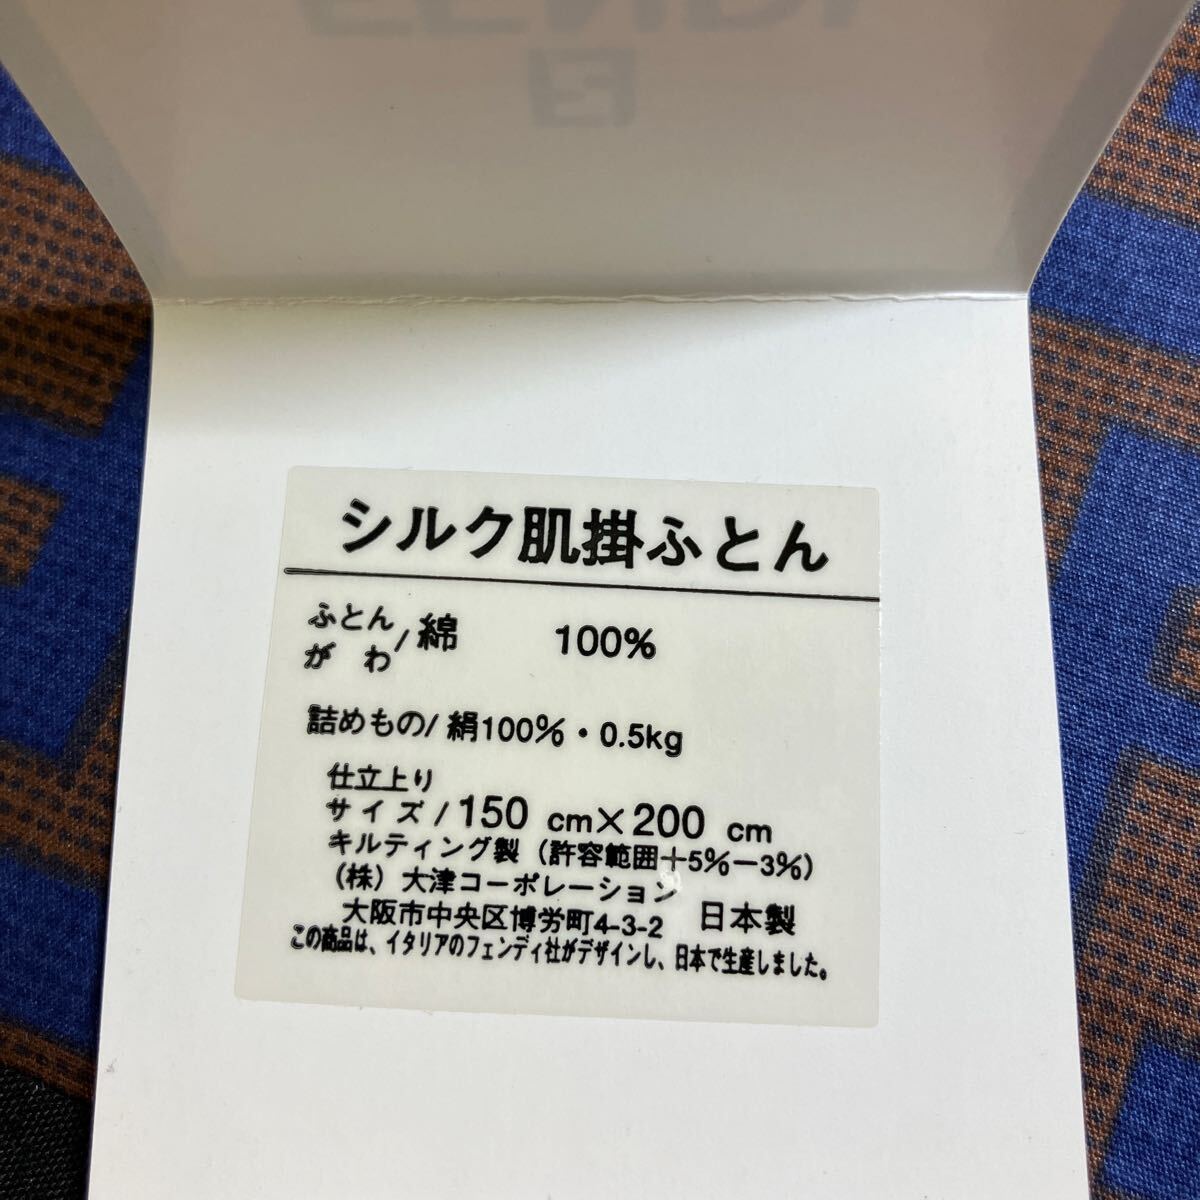 FENDI
シルク肌掛ふとん
ふとん
がわ/綿 100%
詰めもの/絹100%・0.5kg
仕立上り
サイズ/150 cm×200 cm
キルティング製(許容範囲+5%-3%)
(株)大津コーポレーション
大阪市中央区博労町4-3-2 日本製
この商品は、イタリアのフェンディ社がデザインし、日本で生産しました。